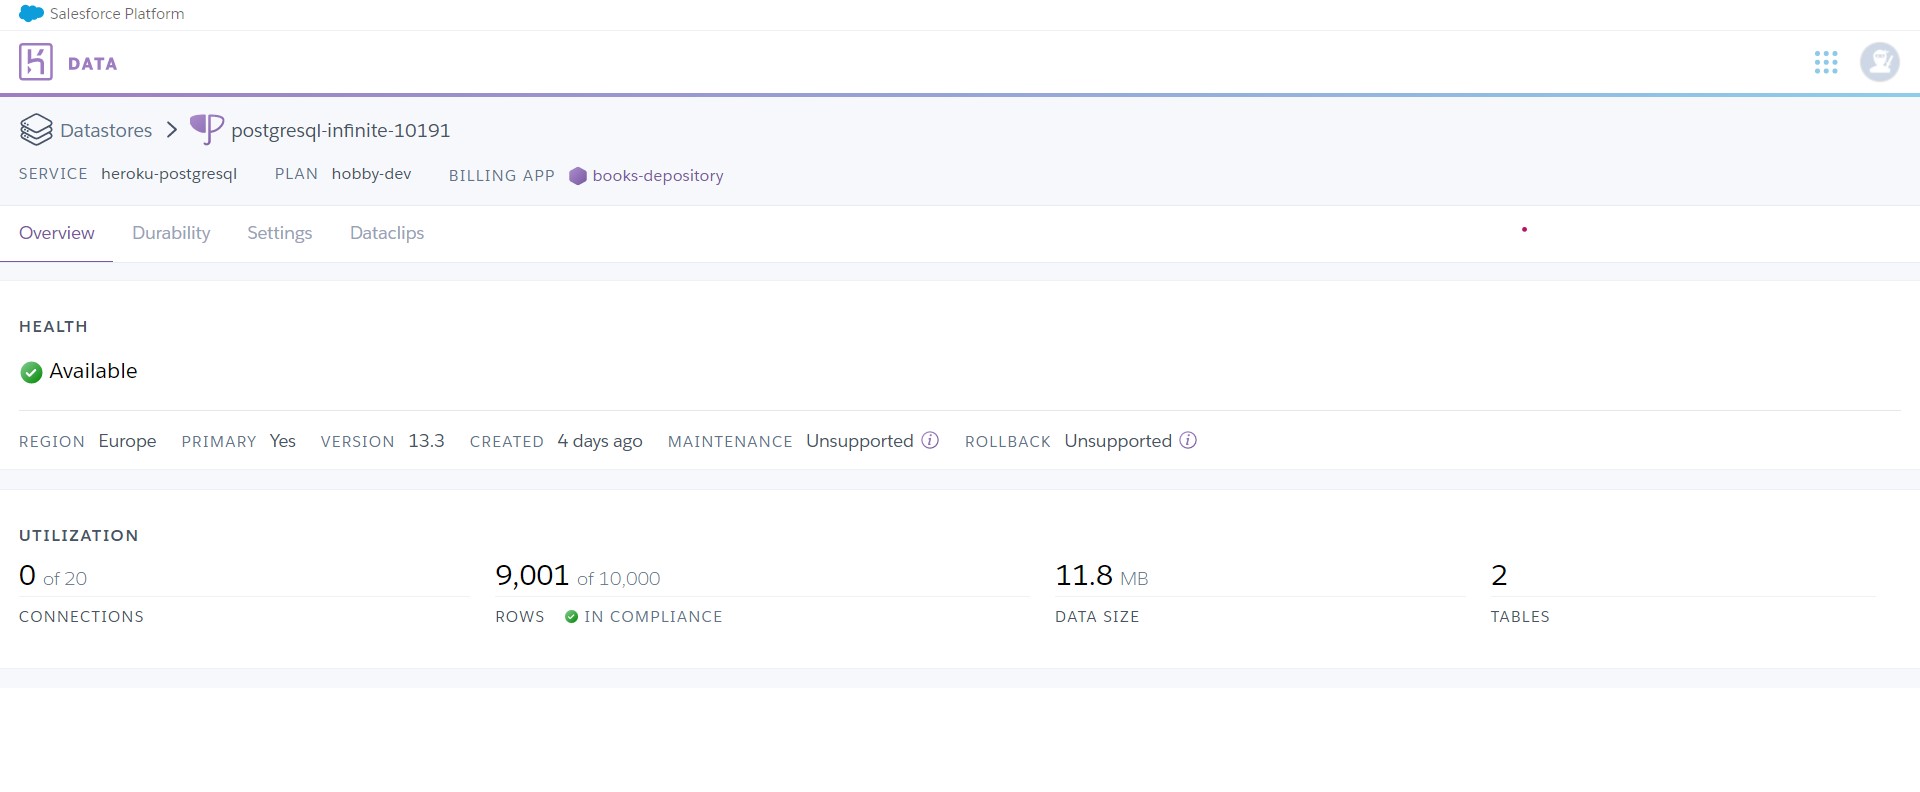 Salesforce Platform
DATA
Datastores > postgresql-infinite-10191
SERVICE heroku-postgresql PLAN hobby-dev BILLING APP books-depository
Overview Durability Settings Dataclips
HEALTH
Available
REGION Europe PRIMARY Yes VERSION 13.3 CREATED 4 days ago MAINTENANCE Unsupported ROLLBACK Unsupported
UTILIZATION
0 of 20 9,001 of 10,000 11.8 MB 2
CONNECTIONS ROWS IN COMPLIANCE DATA SIZE TABLES